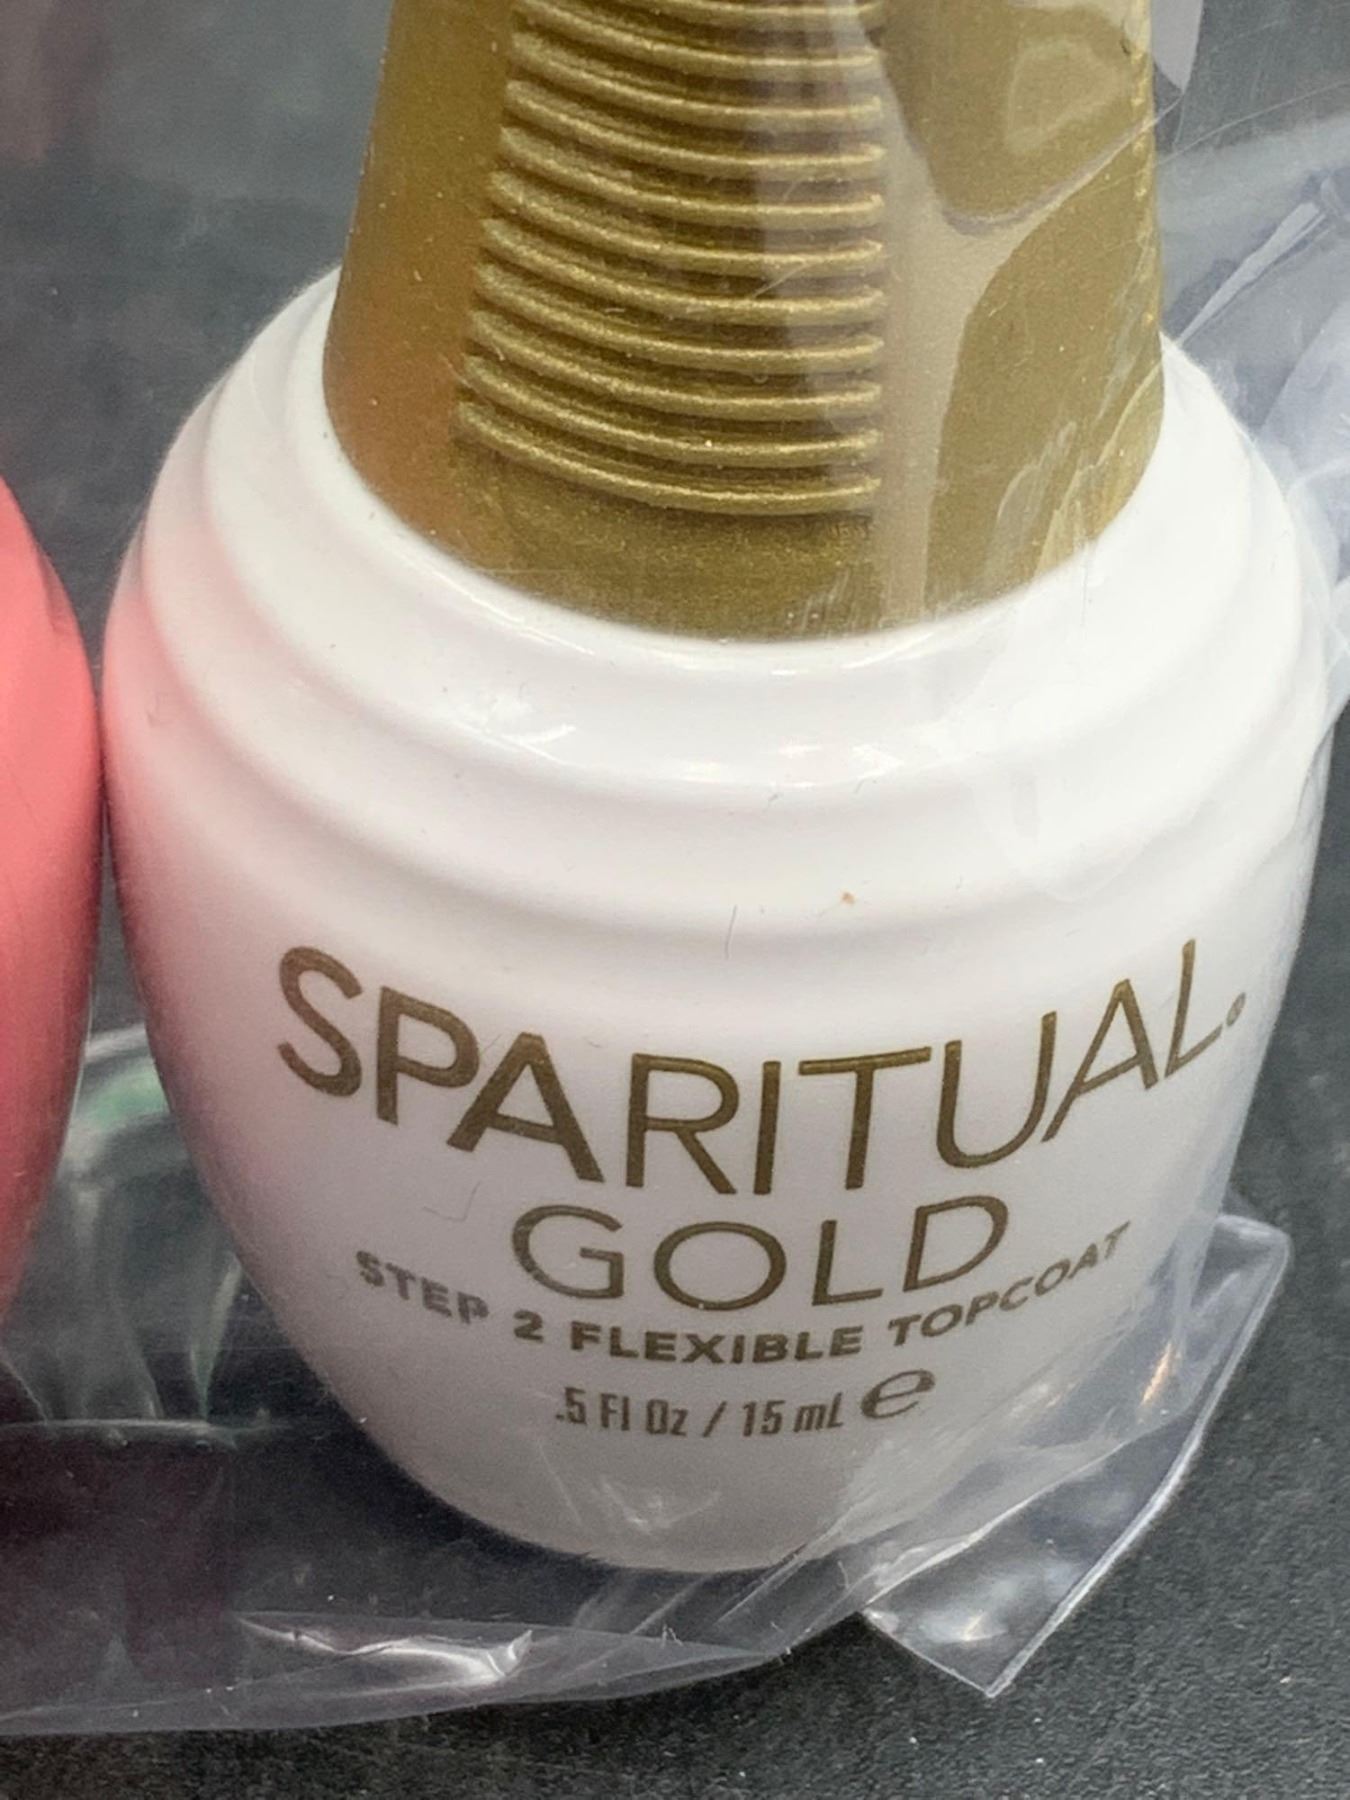 SPARITUAL®
GOLD
STEP 2 FLEXIBLE TOPCOAT
.5 Fl Oz / 15 mL ℮